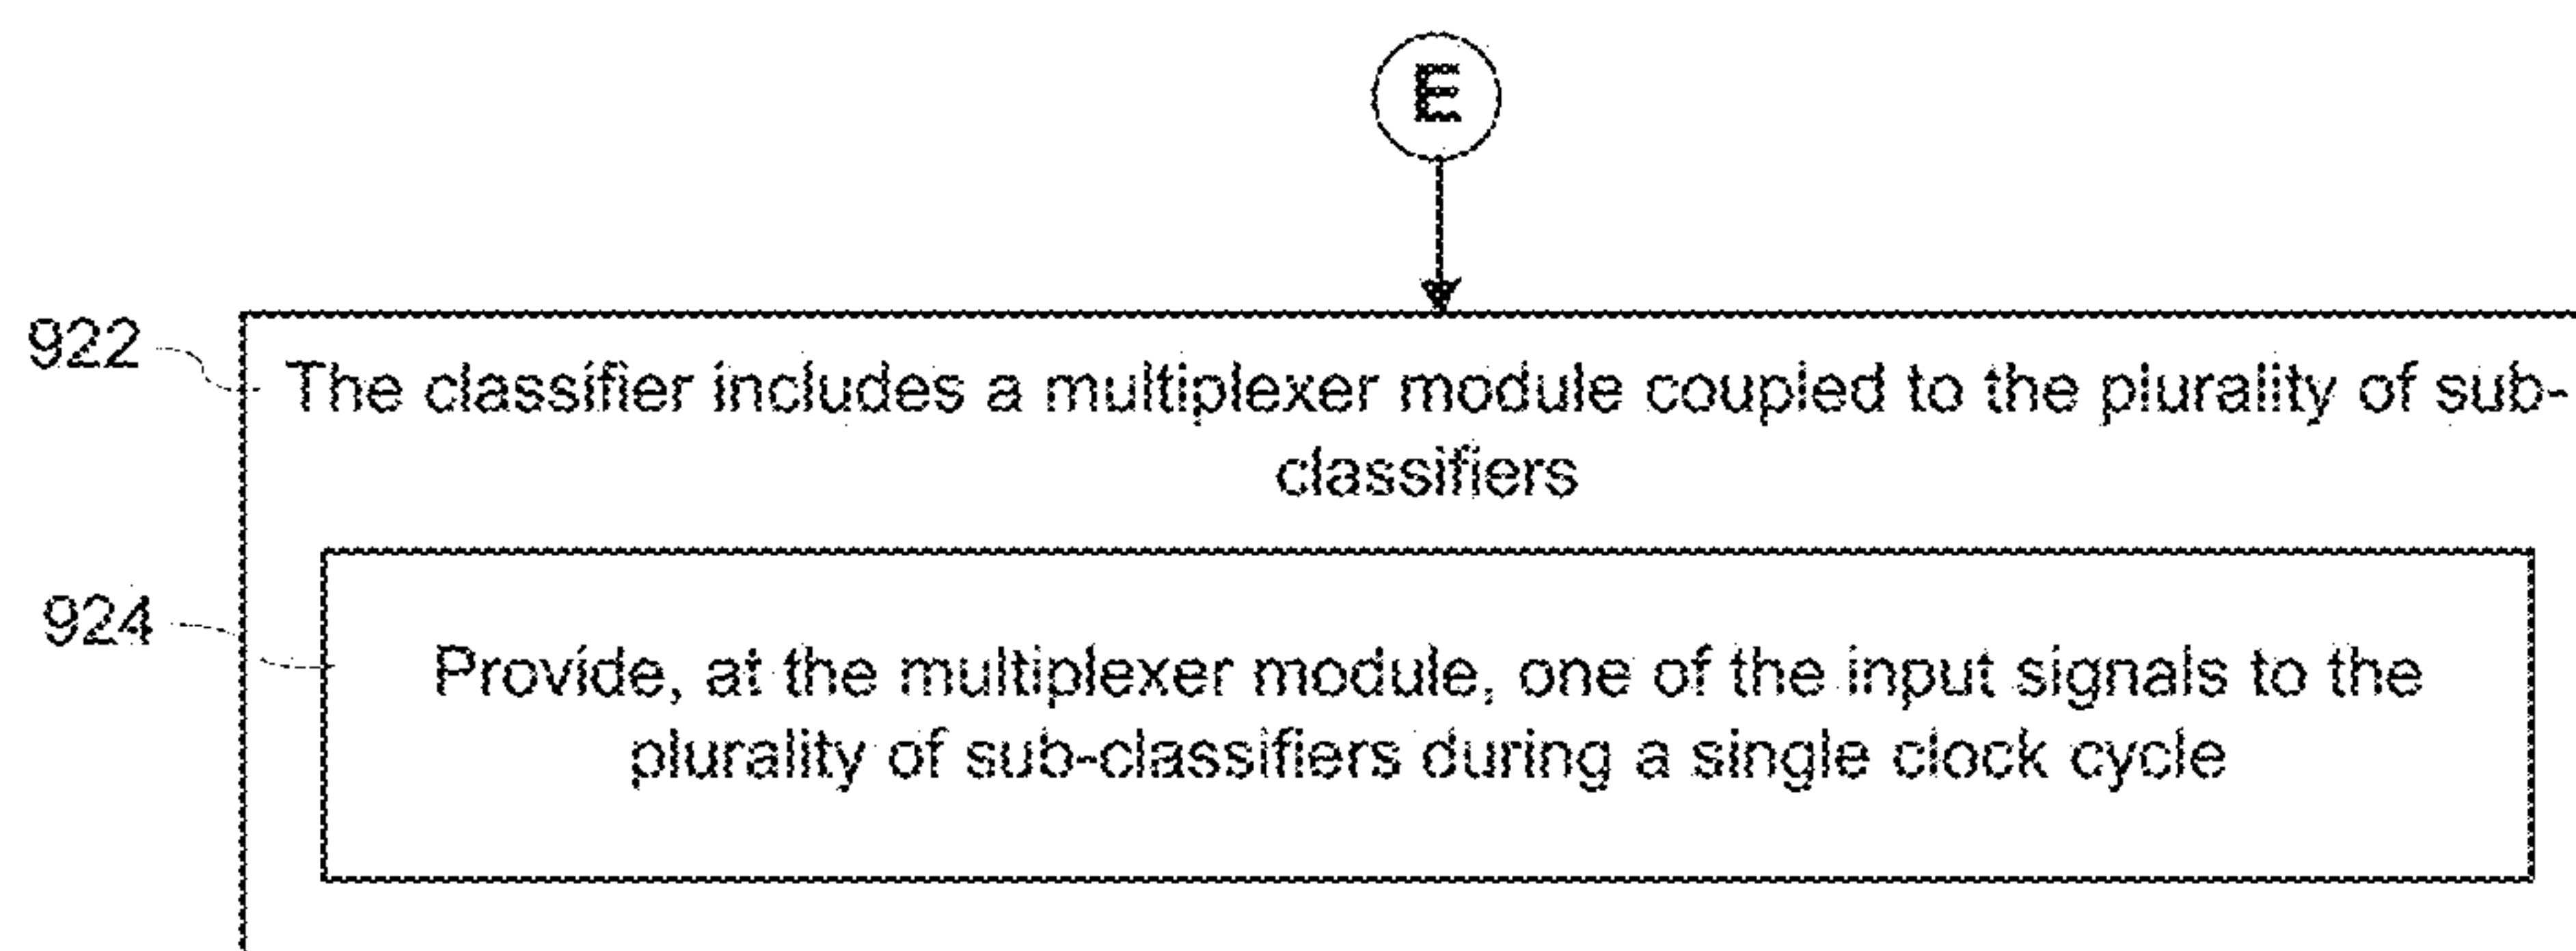 E
922
The classifier includes a multiplexer module coupled to the plurality of sub-
classifiers
924
Provide, at the multiplexer module, one of the input signals to the
plurality of sub-classifiers during a single clock cycle